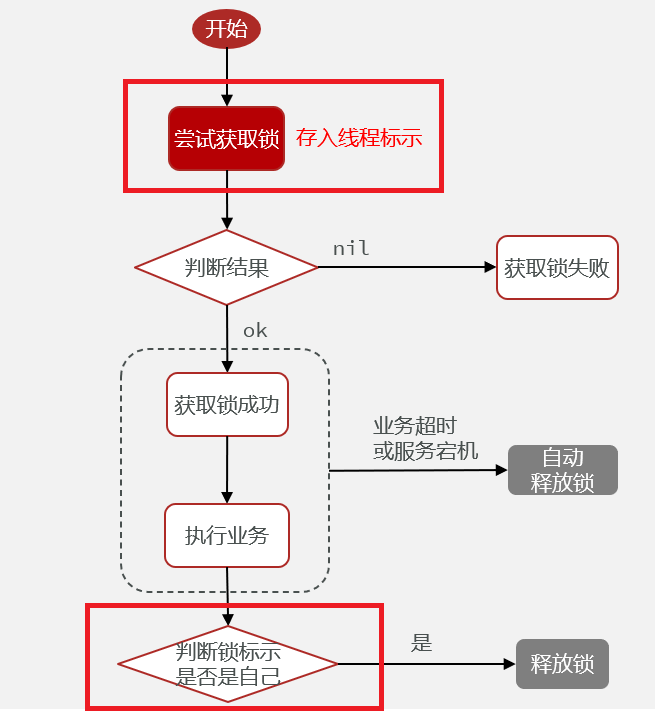 开始
尝试获取锁
存入线程标示
判断结果
nil
获取锁失败
ok
获取锁成功
业务超时
或服务宕机
自动
释放锁
执行业务
判断锁标示
是否是自己
是
释放锁